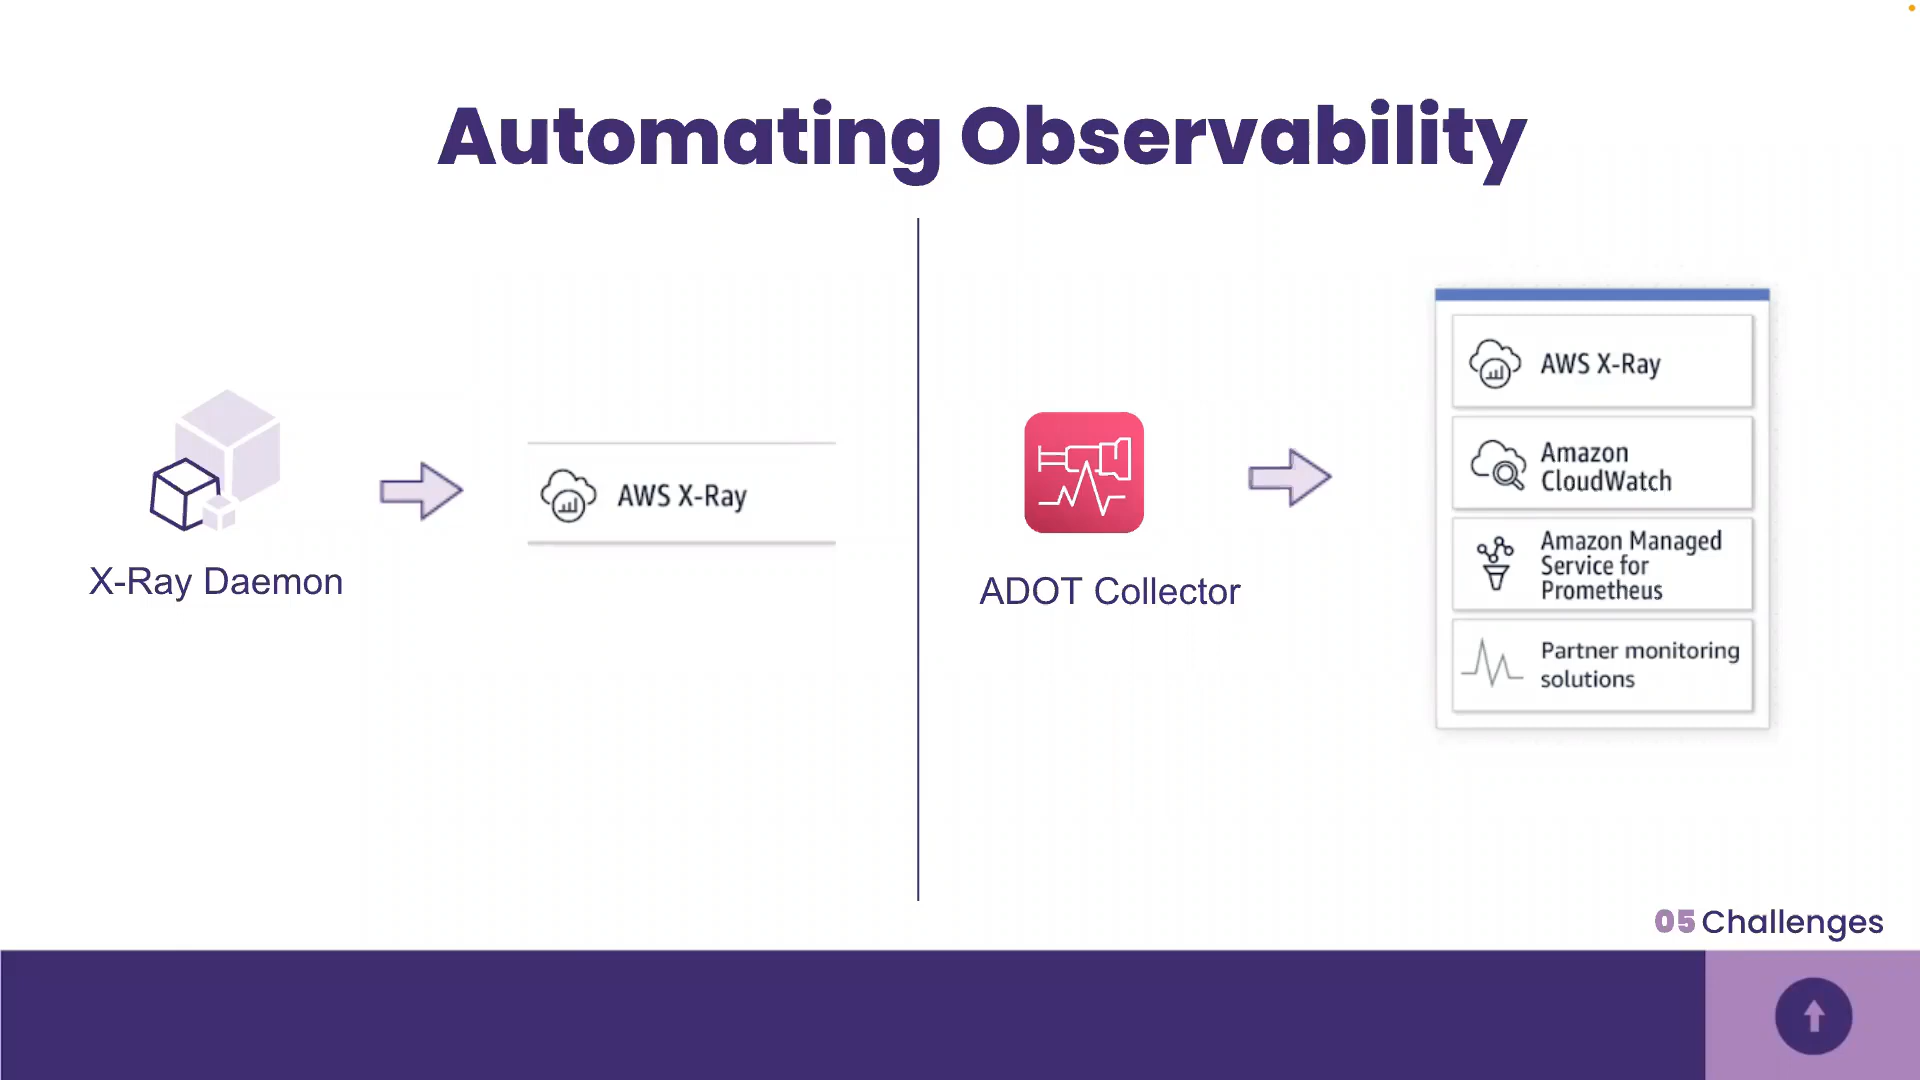 Automating Observability
X-Ray Daemon
AWS X-Ray
ADOT Collector
AWS X-Ray
Amazon
CloudWatch
Amazon Managed
Service for
Prometheus
Partner monitoring
solutions
05 Challenges